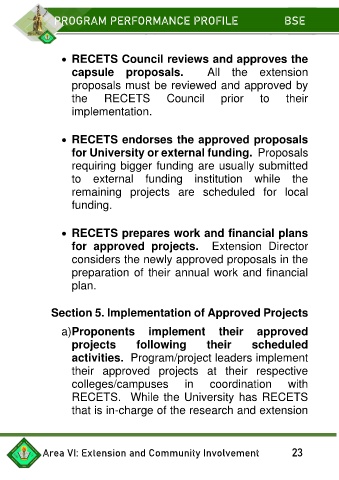 PROGRAM PERFORMANCE PROFILE BSE
• RECETS Council reviews and approves the
capsule proposals. All the extension
proposals must be reviewed and approved by
the RECETS Council prior to their
implementation.
• RECETS endorses the approved proposals
for University or external funding. Proposals
requiring bigger funding are usually submitted
to external funding institution while the
remaining projects are scheduled for local
funding.
• RECETS prepares work and financial plans
for approved projects. Extension Director
considers the newly approved proposals in the
preparation of their annual work and financial
plan.
Section 5. Implementation of Approved Projects
a)Proponents implement their approved
projects following their scheduled
activities. Program/project leaders implement
their approved projects at their respective
colleges/campuses in coordination with
RECETS. While the University has RECETS
that is in-charge of the research and extension
Area VI: Extension and Community Involvement 23